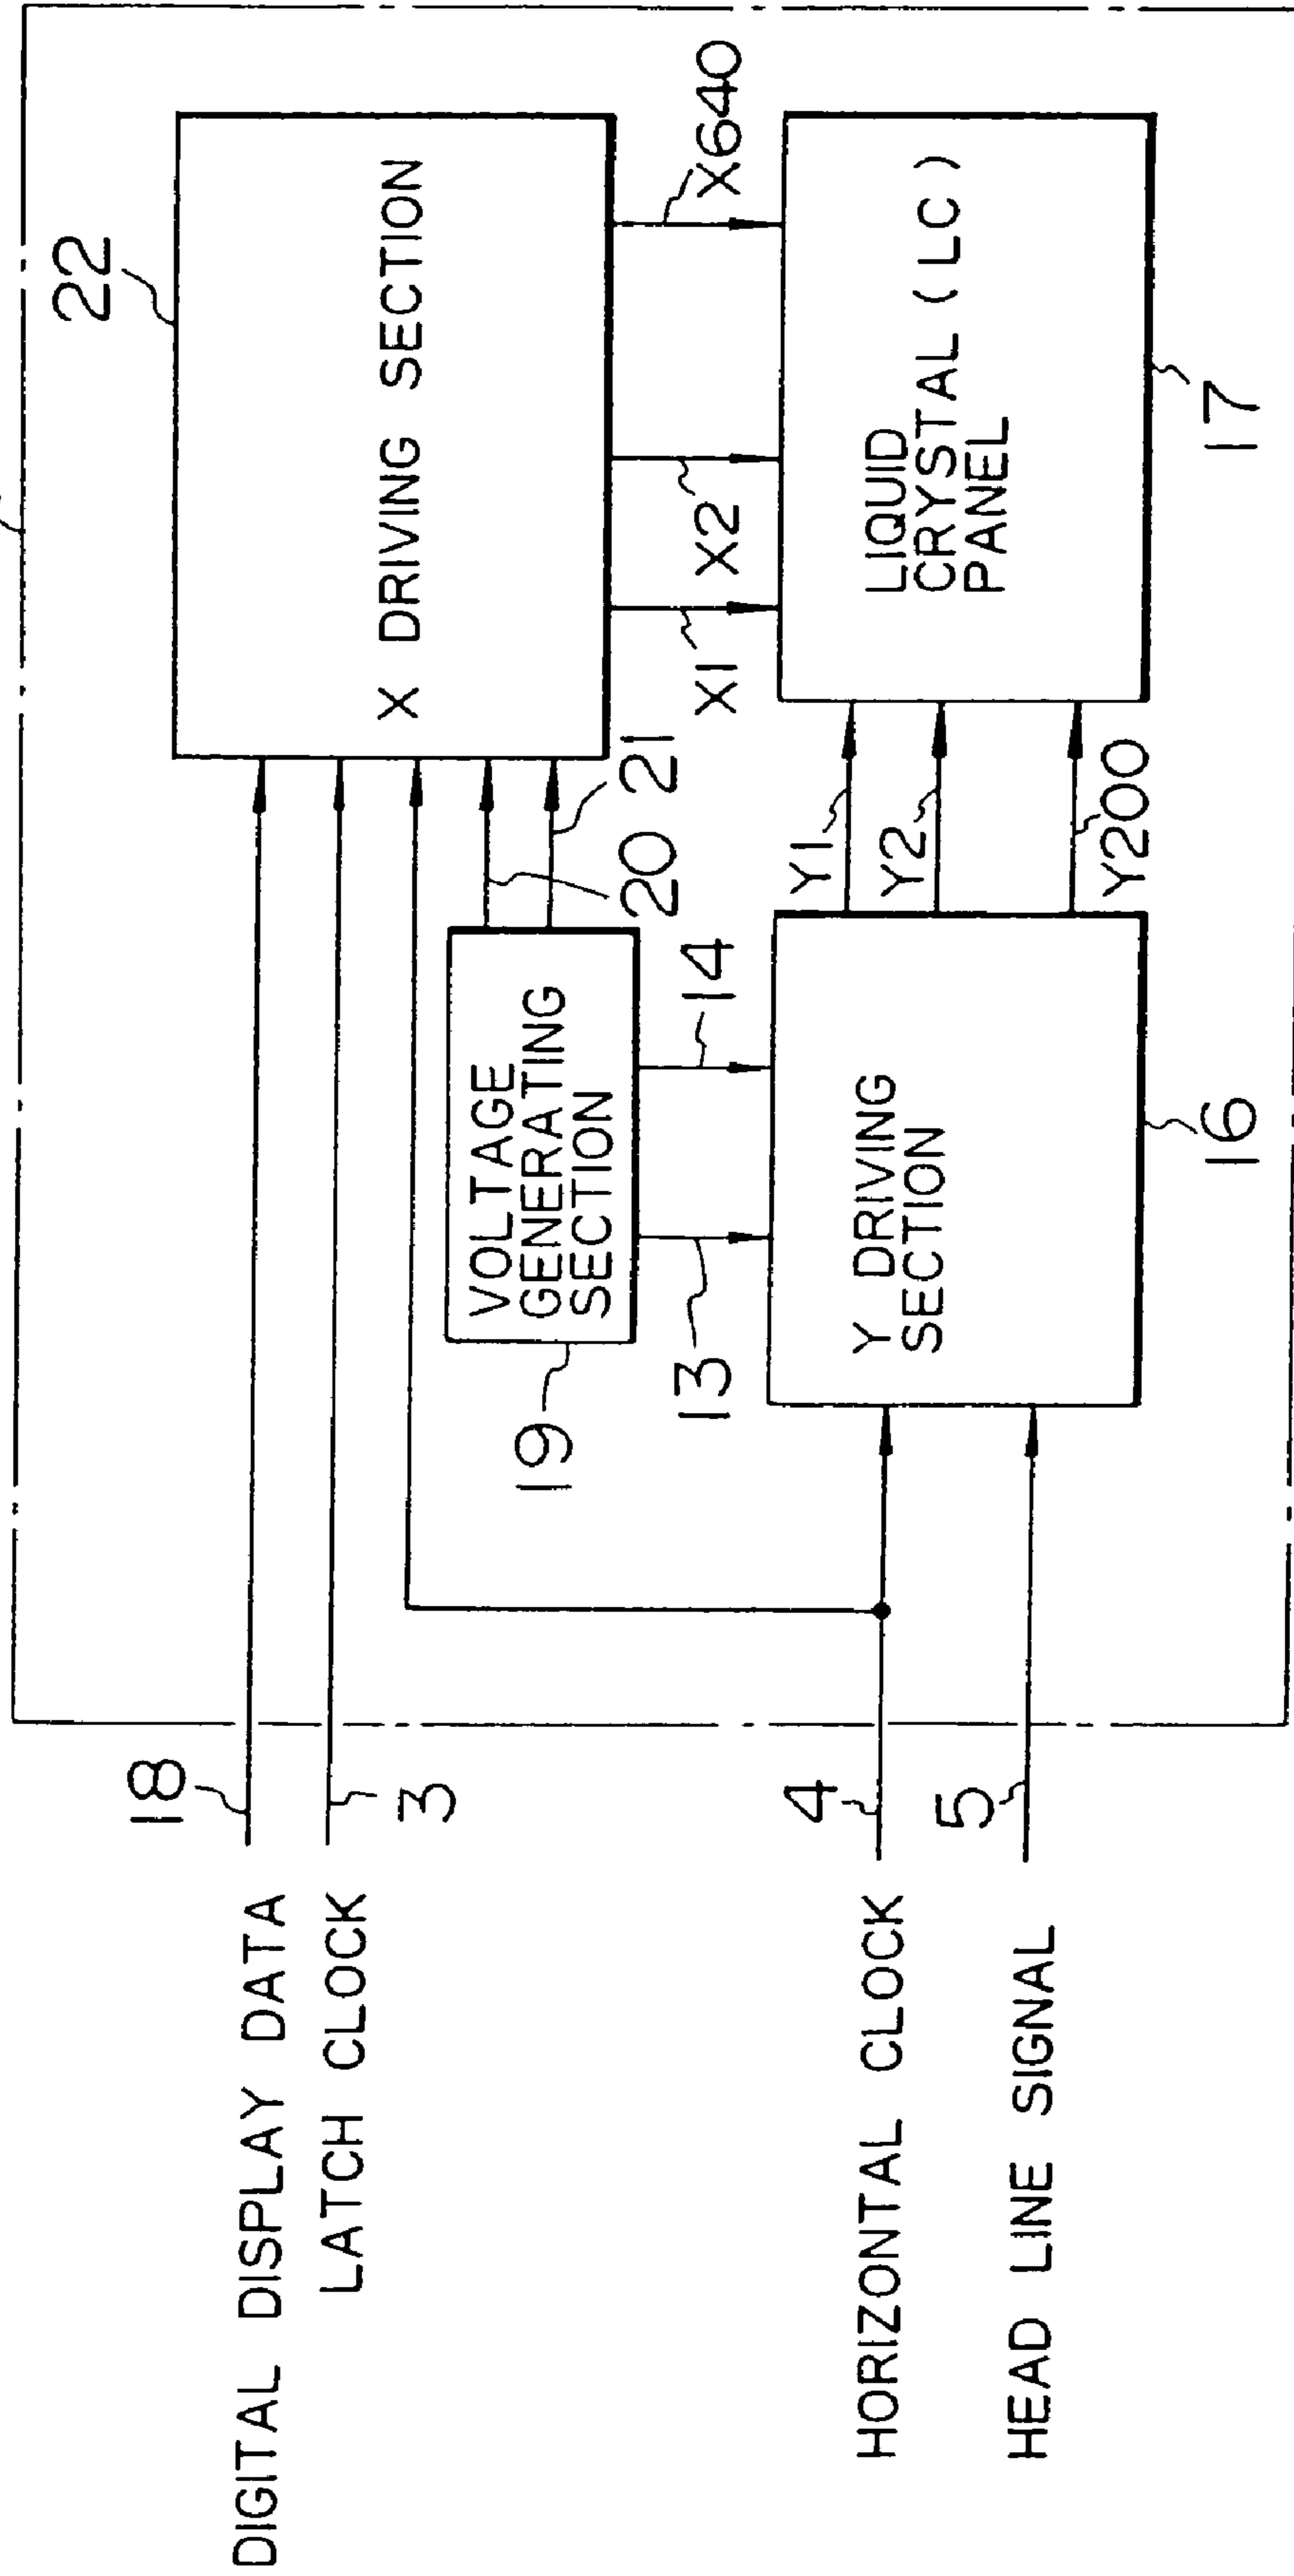 22
X DRIVING SECTION
18
DIGITAL DISPLAY DATA
3
LATCH CLOCK
19
VOLTAGE
GENERATING
SECTION
20
21
13
14
X1
X2
X640
4
HORIZONTAL CLOCK
5
HEAD LINE SIGNAL
Y DRIVING
SECTION
16
Y1
Y2
Y200
LIQUID
CRYSTAL ( LC )
PANEL
17